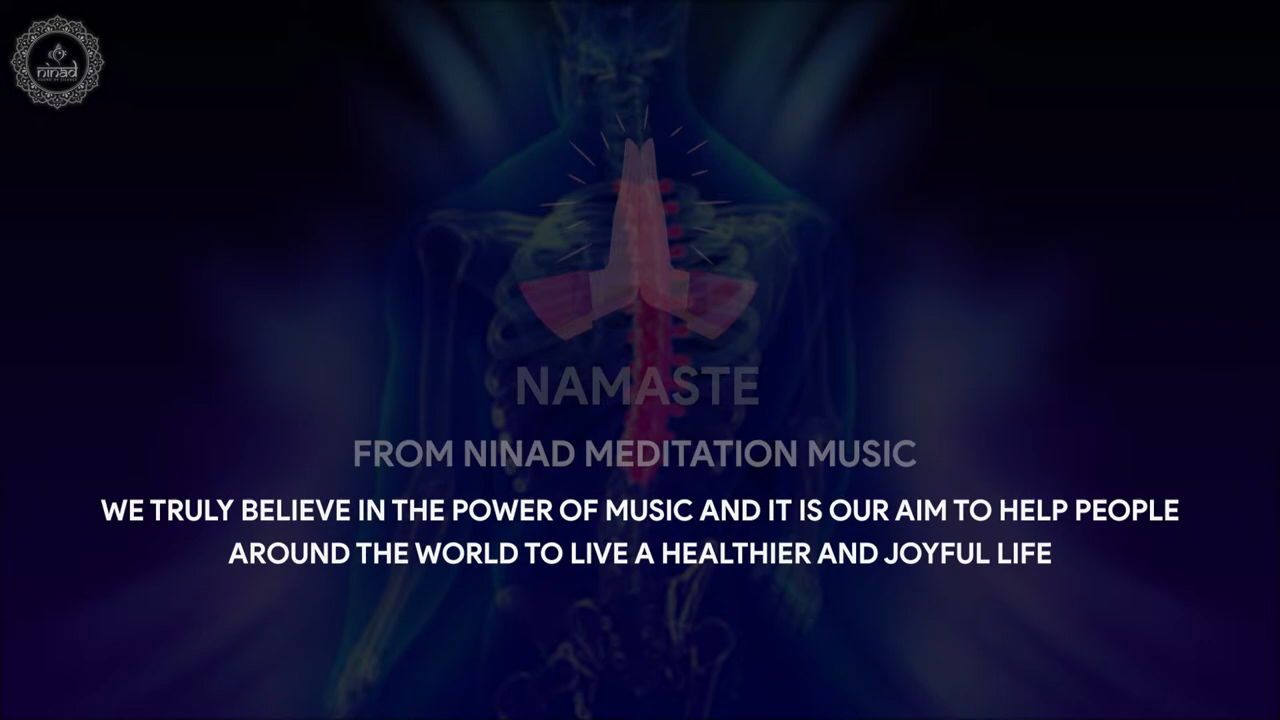 ninad
NAMASTE
FROM NINAD MEDITATION MUSIC
WE TRULY BELIEVE IN THE POWER OF MUSIC AND IT IS OUR AIM TO HELP PEOPLE
AROUND THE WORLD TO LIVE A HEALTHIER AND JOYFUL LIFE